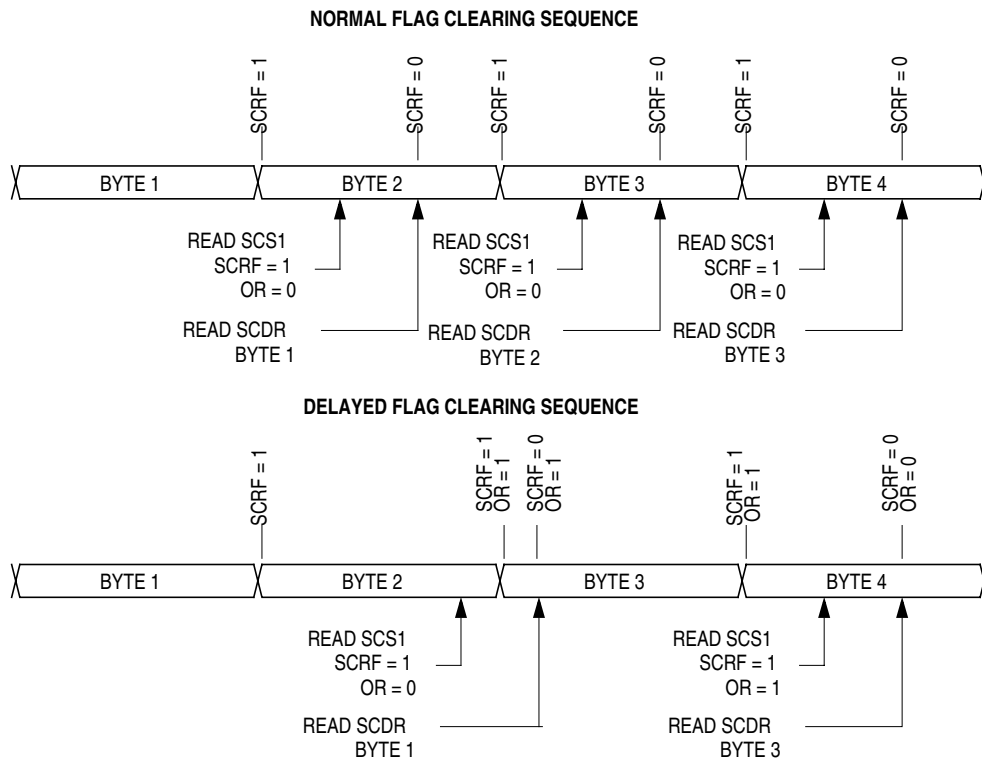 NORMAL FLAG CLEARING SEQUENCE
SCRF = 1
SCRF = 0
SCRF = 1
SCRF = 0
SCRF = 1
SCRF = 0
BYTE 1
BYTE 2
BYTE 3
BYTE 4
READ SCS1
SCRF = 1
OR = 0
READ SCS1
SCRF = 1
OR = 0
READ SCS1
SCRF = 1
OR = 0
READ SCDR
BYTE 1
READ SCDR
BYTE 2
READ SCDR
BYTE 3
DELAYED FLAG CLEARING SEQUENCE
SCRF = 1
SCRF = 1
OR = 1
SCRF = 0
OR = 1
SCRF = 1
OR = 1
SCRF = 0
OR = 0
BYTE 1
BYTE 2
BYTE 3
BYTE 4
READ SCS1
SCRF = 1
OR = 0
READ SCS1
SCRF = 1
OR = 1
READ SCDR
BYTE 1
READ SCDR
BYTE 3